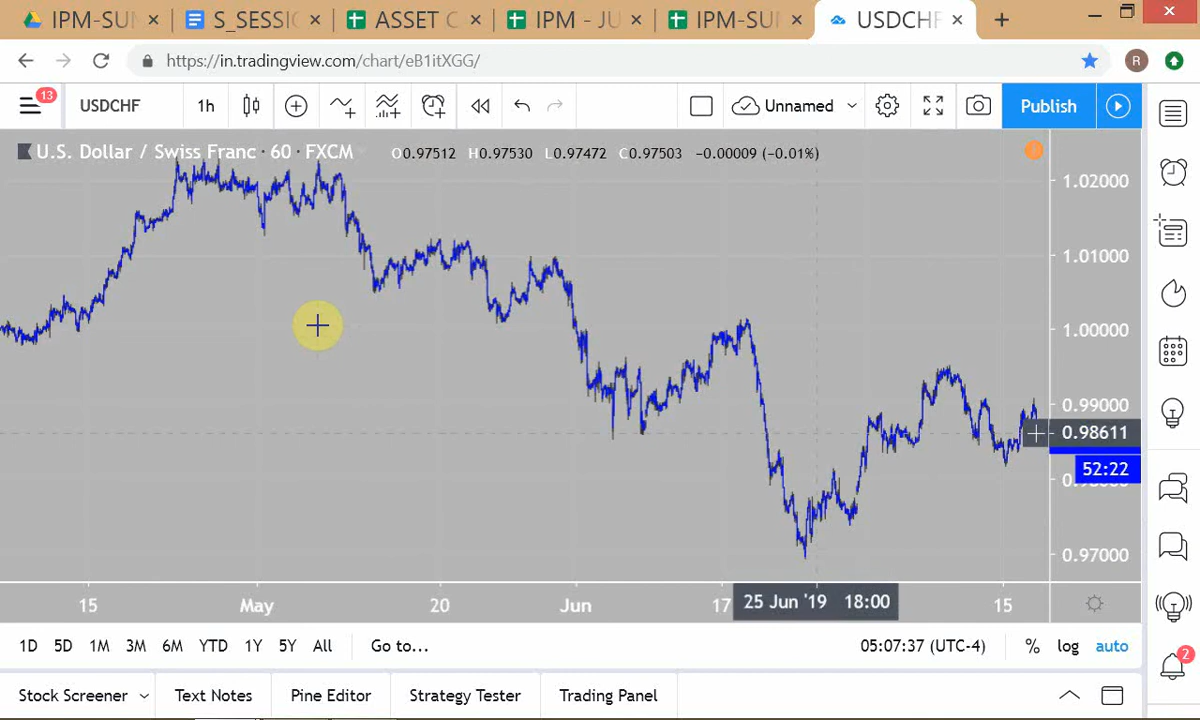 IPM-SUM
S_SESSIO
ASSET C
IPM - JU
IPM-SUM
USDCHF
https://in.tradingview.com/chart/eB1itXGG/
R
13
USDCHF
1h
Unnamed
Publish
U.S. Dollar / Swiss Franc · 60 · FXCM
O0.97512 H0.97530 L0.97472 C0.97503 −0.00009 (−0.01%)
1.02000
1.01000
1.00000
0.99000
0.98611
52:22
0.97000
15 May 20 Jun 17 25 Jun '19 18:00 15
1D 5D 1M 3M 6M YTD 1Y 5Y All Go to... 05:07:37 (UTC-4) % log auto
2
Stock Screener Text Notes Pine Editor Strategy Tester Trading Panel